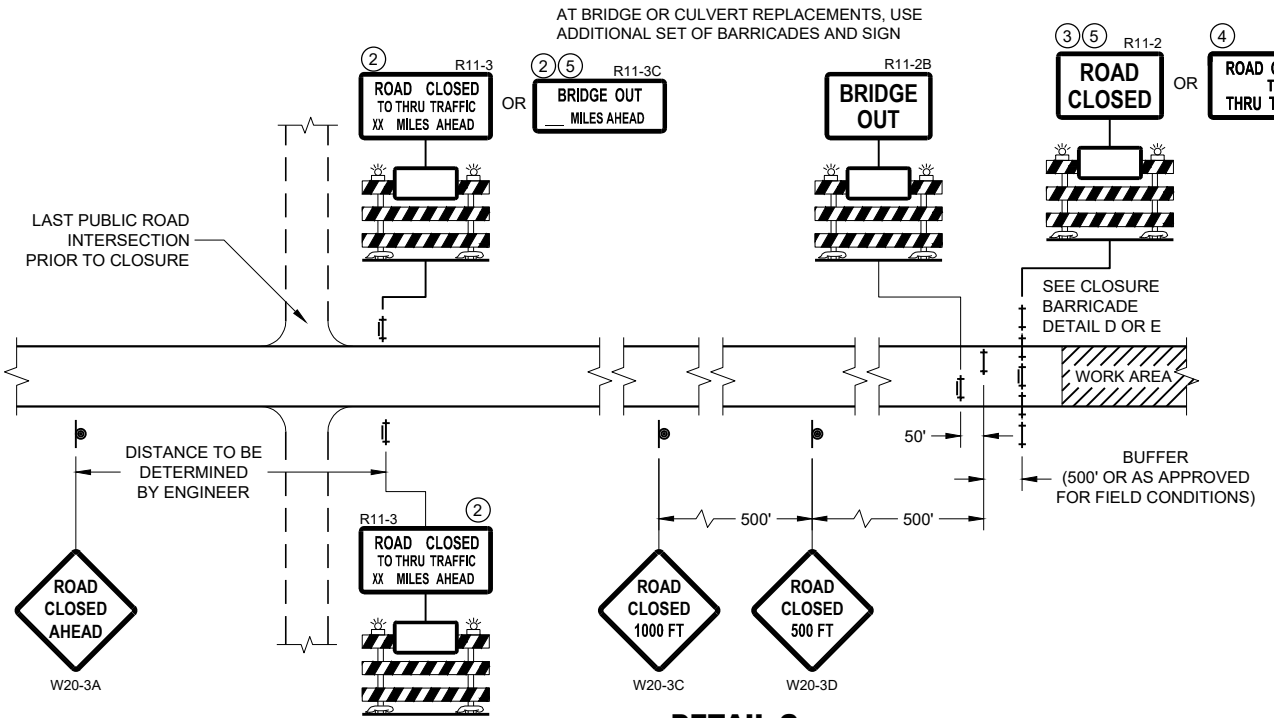 AT BRIDGE OR CULVERT REPLACEMENTS, USE
ADDITIONAL SET OF BARRICADES AND SIGN
2
R11-3
ROAD CLOSED
TO THRU TRAFFIC
XX MILES AHEAD
OR
2 5
R11-3C
BRIDGE OUT
___ MILES AHEAD
R11-2B
BRIDGE
OUT
3 5
R11-2
ROAD
CLOSED
OR
4
ROAD
THRU
LAST PUBLIC ROAD
INTERSECTION
PRIOR TO CLOSURE
SEE CLOSURE
BARRICADE
DETAIL D OR E
WORK AREA
DISTANCE TO BE
DETERMINED
BY ENGINEER
50'
BUFFER
(500' OR AS APPROVED
FOR FIELD CONDITIONS)
500'
500'
R11-3
2
ROAD CLOSED
TO THRU TRAFFIC
XX MILES AHEAD
ROAD
CLOSED
AHEAD
W20-3A
ROAD
CLOSED
1000 FT
W20-3C
ROAD
CLOSED
500 FT
W20-3D
DETAIL